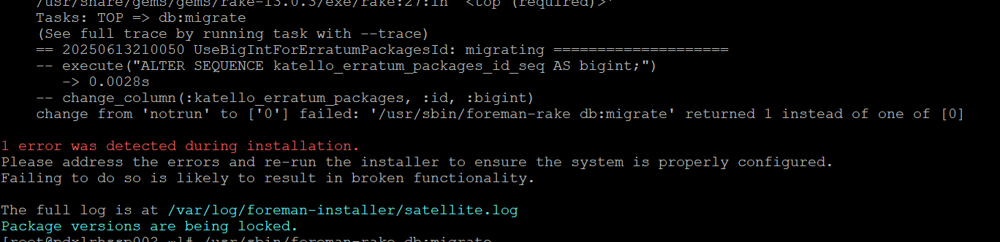 /usr/share/gems/gems/rake-13.0.3/exe/rake:27:in `<top (required)>'
Tasks: TOP => db:migrate
(See full trace by running task with --trace)
== 20250613210050 UseBigIntForErratumPackagesId: migrating ====================
-- execute("ALTER SEQUENCE katello_erratum_packages_id_seq AS bigint;")
-> 0.0028s
-- change_column(:katello_erratum_packages, :id, :bigint)
change from 'notrun' to ['0'] failed: '/usr/sbin/foreman-rake db:migrate' returned 1 instead of one of [0]
1 error was detected during installation.
Please address the errors and re-run the installer to ensure the system is properly configured.
Failing to do so is likely to result in broken functionality.
The full log is at /var/log/foreman-installer/satellite.log
Package versions are being locked.
~]# /usr/sbin/foreman-rake db:migrate